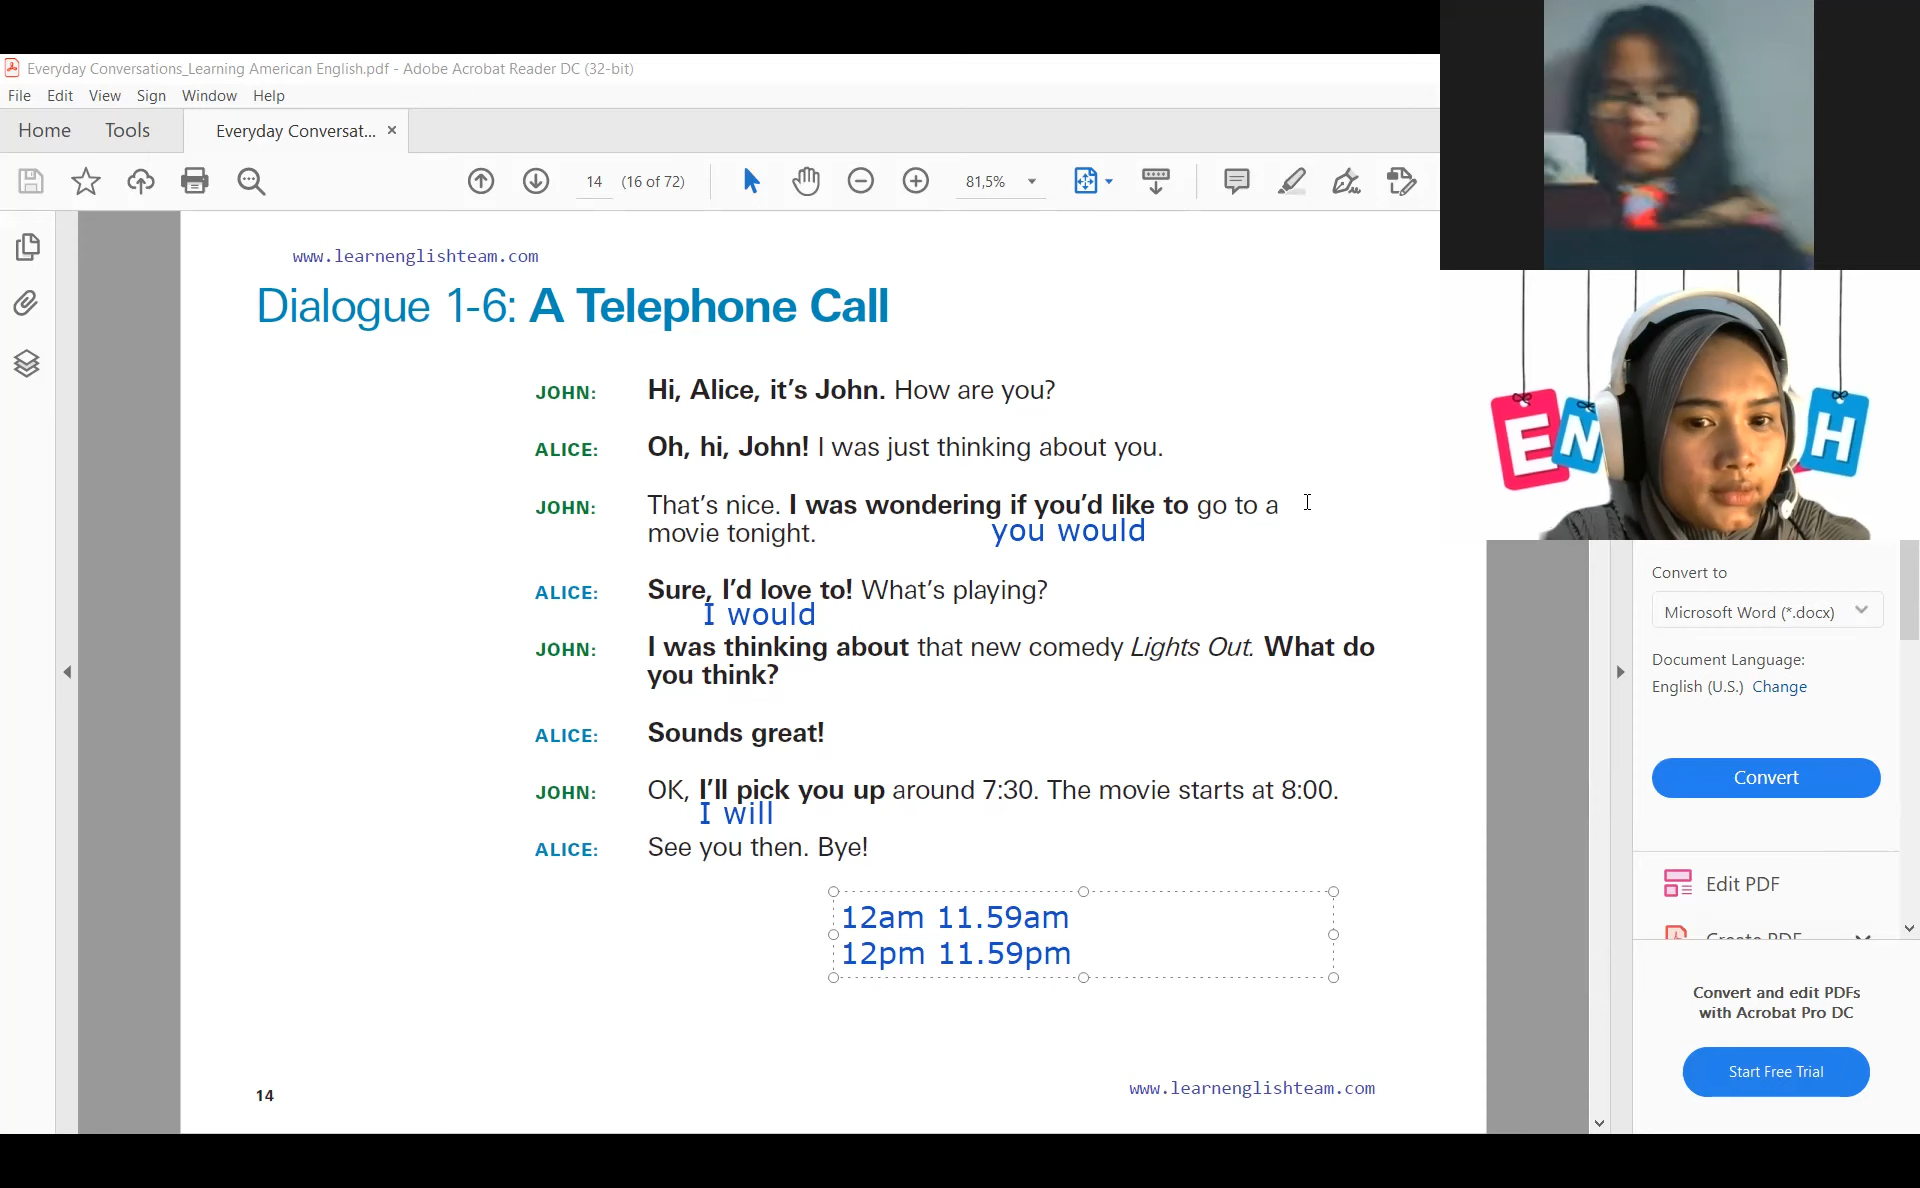 Everyday Conversations_Learning American English.pdf - Adobe Acrobat Reader DC (32-bit)
File Edit View Sign Window Help
Home Tools Everyday Conversat... ×
14 (16 of 72) 81,5%
www.learnenglishteam.com
Dialogue 1-6: A Telephone Call
JOHN: Hi, Alice, it's John. How are you?
ALICE: Oh, hi, John! I was just thinking about you.
JOHN: That's nice. I was wondering if you'd like to go to a
movie tonight. you would
ALICE: Sure, I'd love to! What's playing?
I would
JOHN: I was thinking about that new comedy Lights Out. What do
you think?
ALICE: Sounds great!
JOHN: OK, I'll pick you up around 7:30. The movie starts at 8:00.
I will
ALICE: See you then. Bye!
12am 11.59am
12pm 11.59pm
14
www.learnenglishteam.com
E N H
Convert to
Microsoft Word (*.docx)
Document Language:
English (U.S.) Change
Convert
Edit PDF
Create PDF
Convert and edit PDFs
with Acrobat Pro DC
Start Free Trial